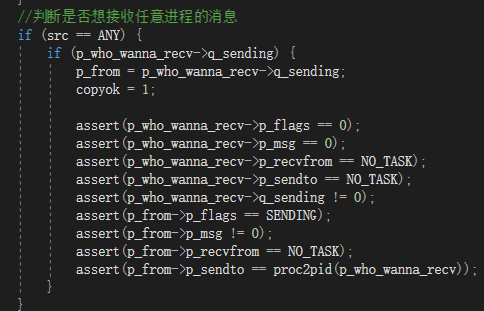 //判断是否想接收任意进程的消息
if (src == ANY) {
if (p_who_wanna_recv->q_sending) {
p_from = p_who_wanna_recv->q_sending;
copyok = 1;
assert(p_who_wanna_recv->p_flags == 0);
assert(p_who_wanna_recv->p_msg == 0);
assert(p_who_wanna_recv->p_recvfrom == NO_TASK);
assert(p_who_wanna_recv->p_sendto == NO_TASK);
assert(p_who_wanna_recv->q_sending != 0);
assert(p_from->p_flags == SENDING);
assert(p_from->p_msg != 0);
assert(p_from->p_recvfrom == NO_TASK);
assert(p_from->p_sendto == proc2pid(p_who_wanna_recv));
}
}